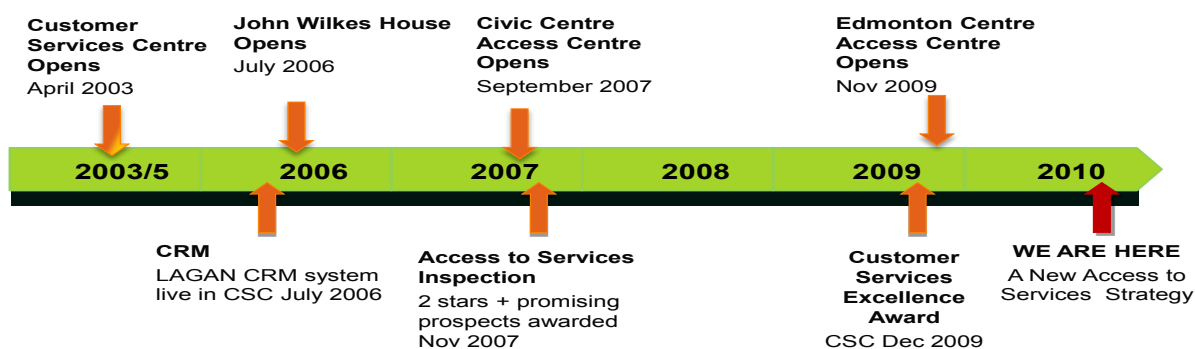 Customer
Services Centre
Opens
April 2003
John Wilkes House
Opens
July 2006
Civic Centre
Access Centre
Opens
September 2007
Edmonton Centre
Access Centre
Opens
Nov 2009
2003/5
2006
2007
2008
2009
2010
CRM
LAGAN CRM system
live in CSC July 2006
Access to Services
Inspection
2 stars + promising
prospects awarded
Nov 2007
Customer
Services
Excellence
Award
CSC Dec 2009
WE ARE HERE
A New Access to
Services Strategy